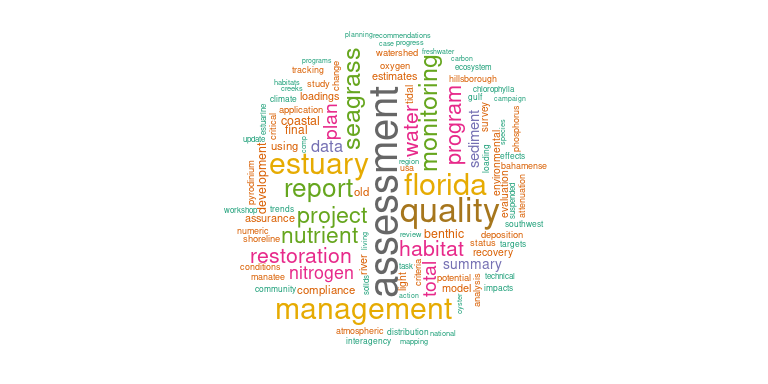 planning
recommendations
case
progress
watershed
freshwater
programs
tracking
change
seagrass
oxygen
estimates
monitoring
carbon
ecosystem
hillsborough
habitats
creeks
study
loadings
climate
assessment
tidal
gulf
chlorophylla
campaign
application
plan
water
program
survey
estuarine
critical
coastal
final
sediment
phosphorus
species
update
using
comp
data
region
usa
loading
environmental
effects
bahamense
estuary
florida
pyrodinium
development
report
old
evaluation
suspended
attenuation
workshop
trends
project
quality
assurance
southwest
numeric
shoreline
nutrient
living
review
benthic
deposition
habitat
status
targets
restoration
river
recovery
conditions
nitrogen
task
light
criteria
total
summary
manatee
solids
potential
technical
community
compliance
action
model
analysis
impacts
management
oyster
atmospheric
distribution
national
interagency
mapping